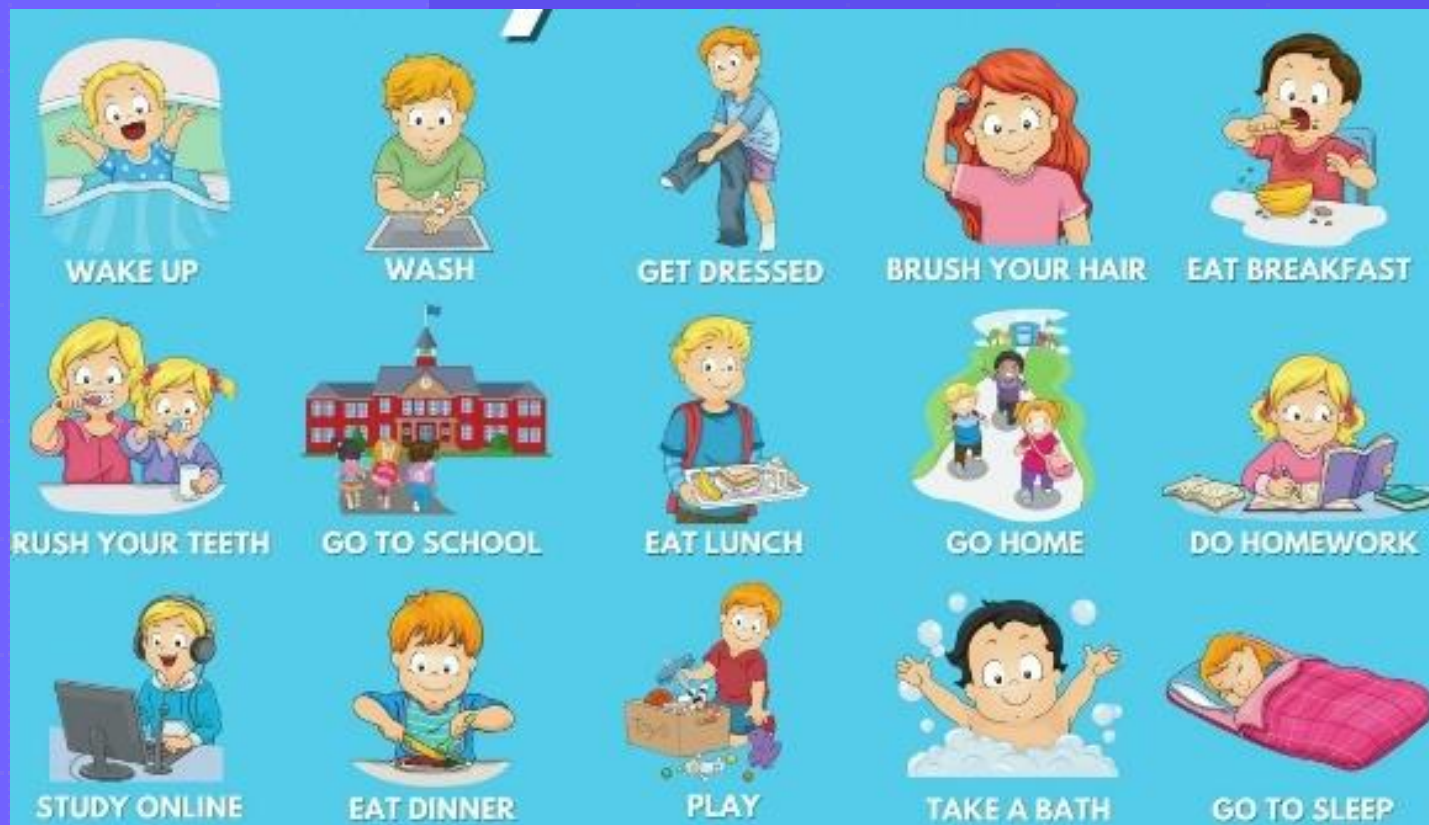 WAKE UP
WASH
GET DRESSED
BRUSH YOUR HAIR
EAT BREAKFAST
RUSH YOUR TEETH
GO TO SCHOOL
EAT LUNCH
GO HOME
DO HOMEWORK
STUDY ONLINE
EAT DINNER
PLAY
TAKE A BATH
GO TO SLEEP